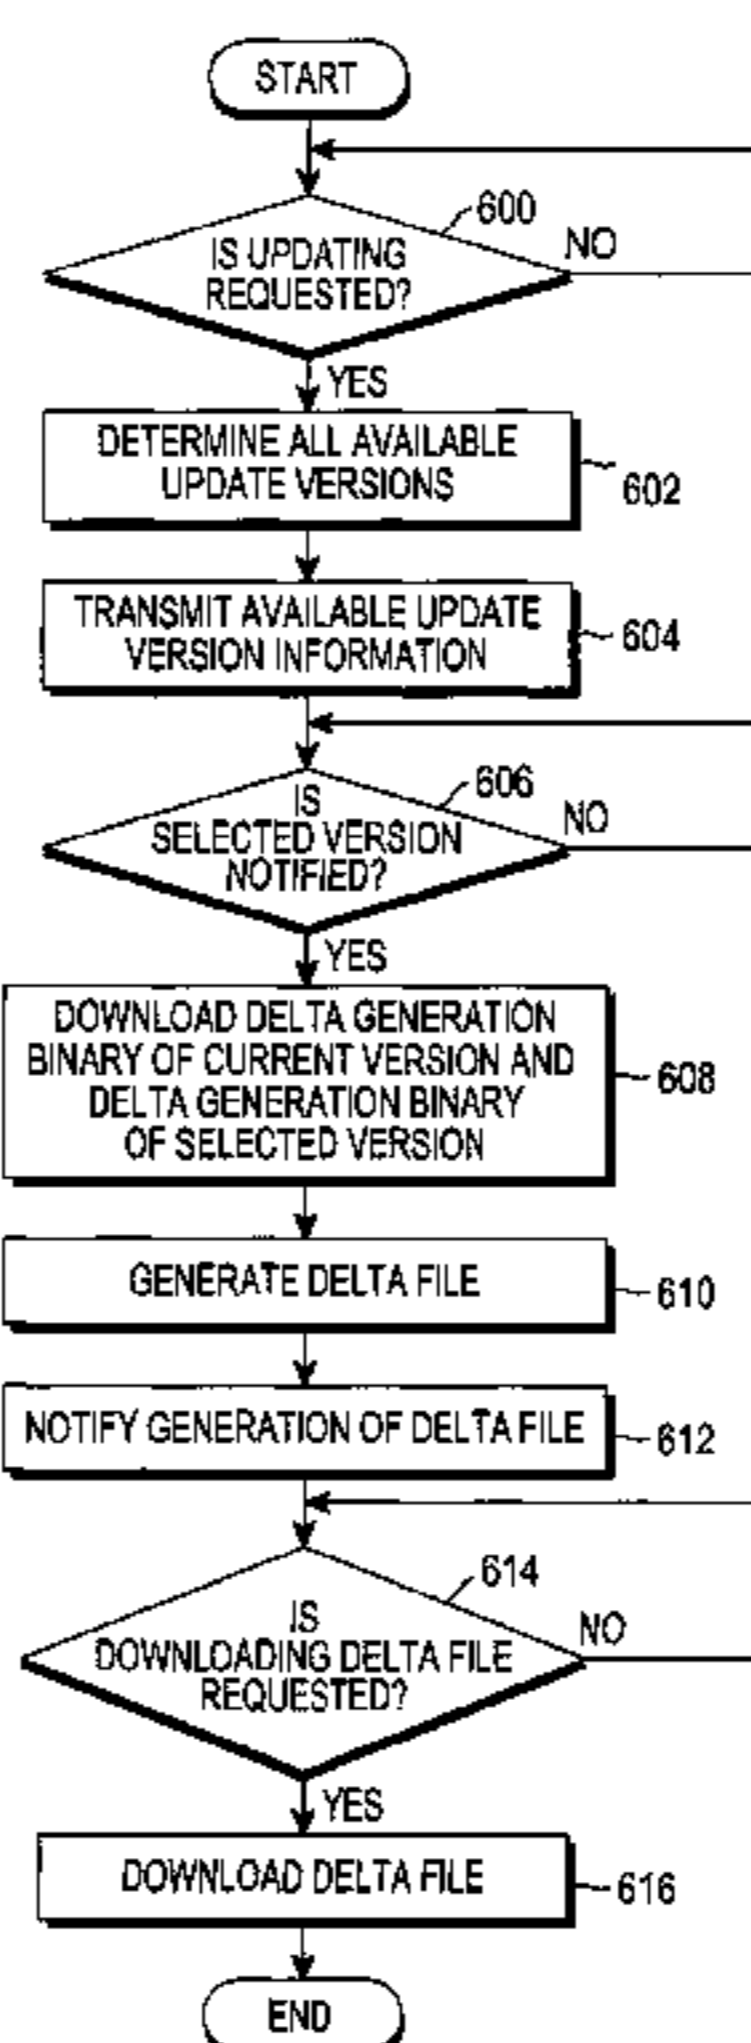 START
600
IS UPDATING
REQUESTED?
NO
YES
DETERMINE ALL AVAILABLE
UPDATE VERSIONS
602
TRANSMIT AVAILABLE UPDATE
VERSION INFORMATION
604
606
IS
SELECTED VERSION
NOTIFIED?
NO
YES
DOWNLOAD DELTA GENERATION
BINARY OF CURRENT VERSION AND
DELTA GENERATION BINARY
OF SELECTED VERSION
608
GENERATE DELTA FILE
610
NOTIFY GENERATION OF DELTA FILE
612
614
IS
DOWNLOADING DELTA FILE
REQUESTED?
NO
YES
DOWNLOAD DELTA FILE
616
END